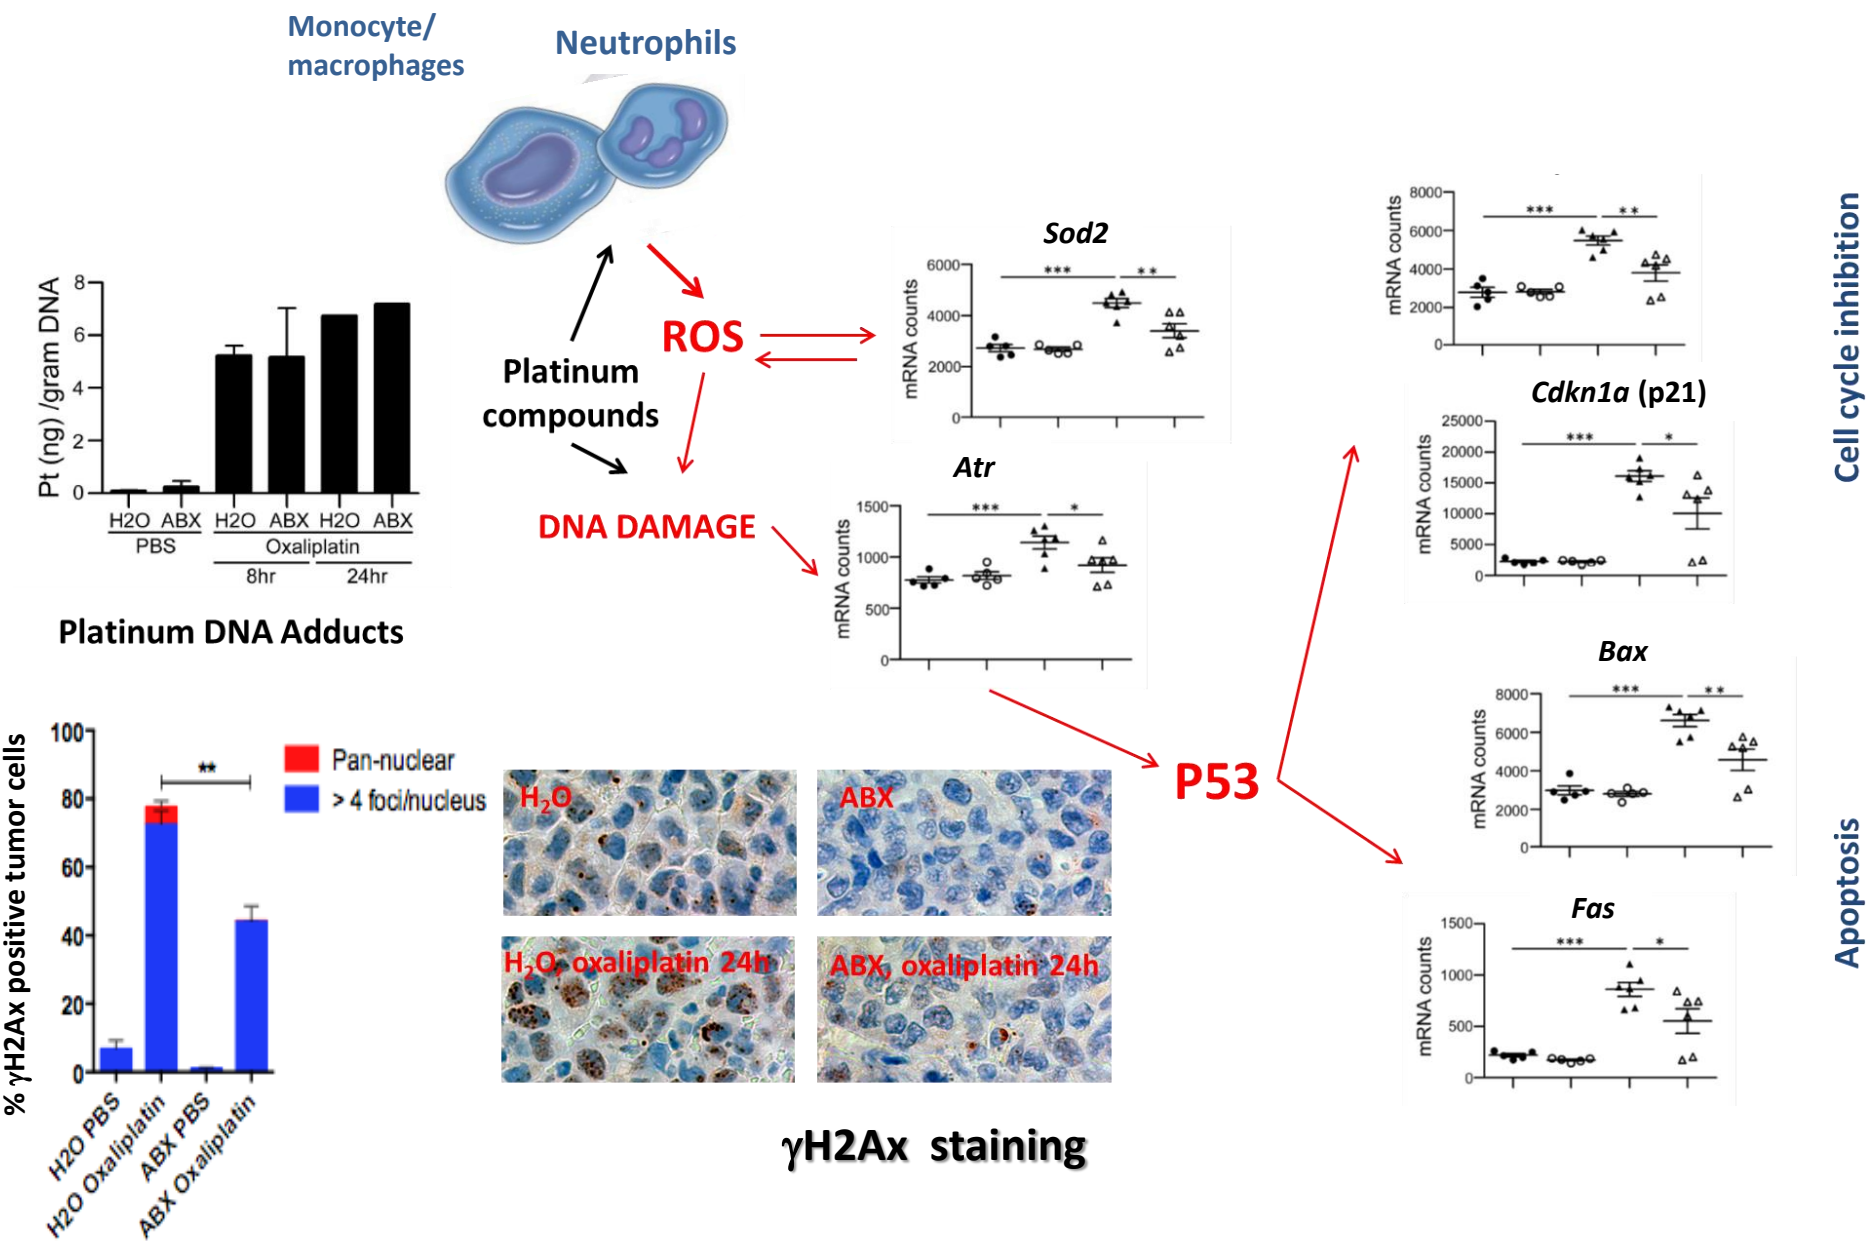 Monocyte/
macrophages
Neutrophils
Platinum
compounds
ROS
DNA DAMAGE
Pt (ng) /gram DNA
8
6
4
2
0
H2O ABX H2O ABX H2O ABX
PBS Oxaliplatin
8hr 24hr
Platinum DNA Adducts
Sod2
mRNA counts
6000
4000
2000
0
*** **
Atr
mRNA counts
1500
1000
500
0
*** *
P53
mRNA counts
8000
6000
4000
2000
0
*** **
Cdkn1a (p21)
mRNA counts
25000
20000
15000
10000
5000
0
*** *
Cell cycle inhibition
Bax
mRNA counts
8000
6000
4000
2000
0
*** **
Fas
mRNA counts
1500
1000
500
0
*** *
Apoptosis
% γH2Ax positive tumor cells
100
80
60
40
20
0
**
Pan-nuclear
> 4 foci/nucleus
H2O PBS
H2O Oxaliplatin
ABX PBS
ABX Oxaliplatin
H₂O
ABX
H₂O, oxaliplatin 24h
ABX, oxaliplatin 24h
γH2Ax staining